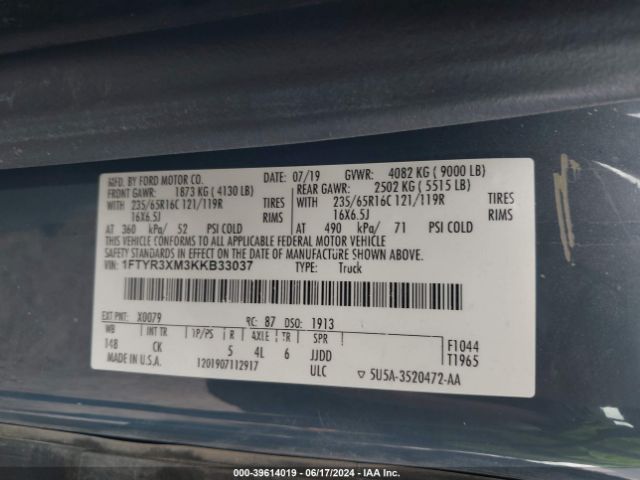 MFD. BY FORD MOTOR CO.
DATE: 07/19 GVWR: 4082 KG ( 9000 LB)
FRONT GAWR: 1873 KG ( 4130 LB) REAR GAWR: 2502 KG ( 5515 LB)
WITH 235/65R16C 121/119R TIRES WITH 235/65R16C 121/119R TIRES
16X6.5J RIMS 16X6.5J RIMS
AT 360 kPa/ 52 PSI COLD AT 490 kPa/ 71 PSI COLD
THIS VEHICLE CONFORMS TO ALL APPLICABLE FEDERAL MOTOR VEHICLE
SAFETY STANDARDS IN EFFECT ON THE DATE OF MANUFACTURE SHOWN ABOVE.
VIN: 1FTYR3XM3KKB33037 TYPE: Truck
EXT PNT: X0079 RC: 87 DSO: 1913
WB INT TR TP/PS R AXLE TR SPR
148 CK 5 4L 6 JJDD
F1044
T1965
MADE IN U.S.A. 1201907112917 ULC
▽ 5U5A-3520472-AA
000-39614019 - 06/17/2024 - IAA Inc.